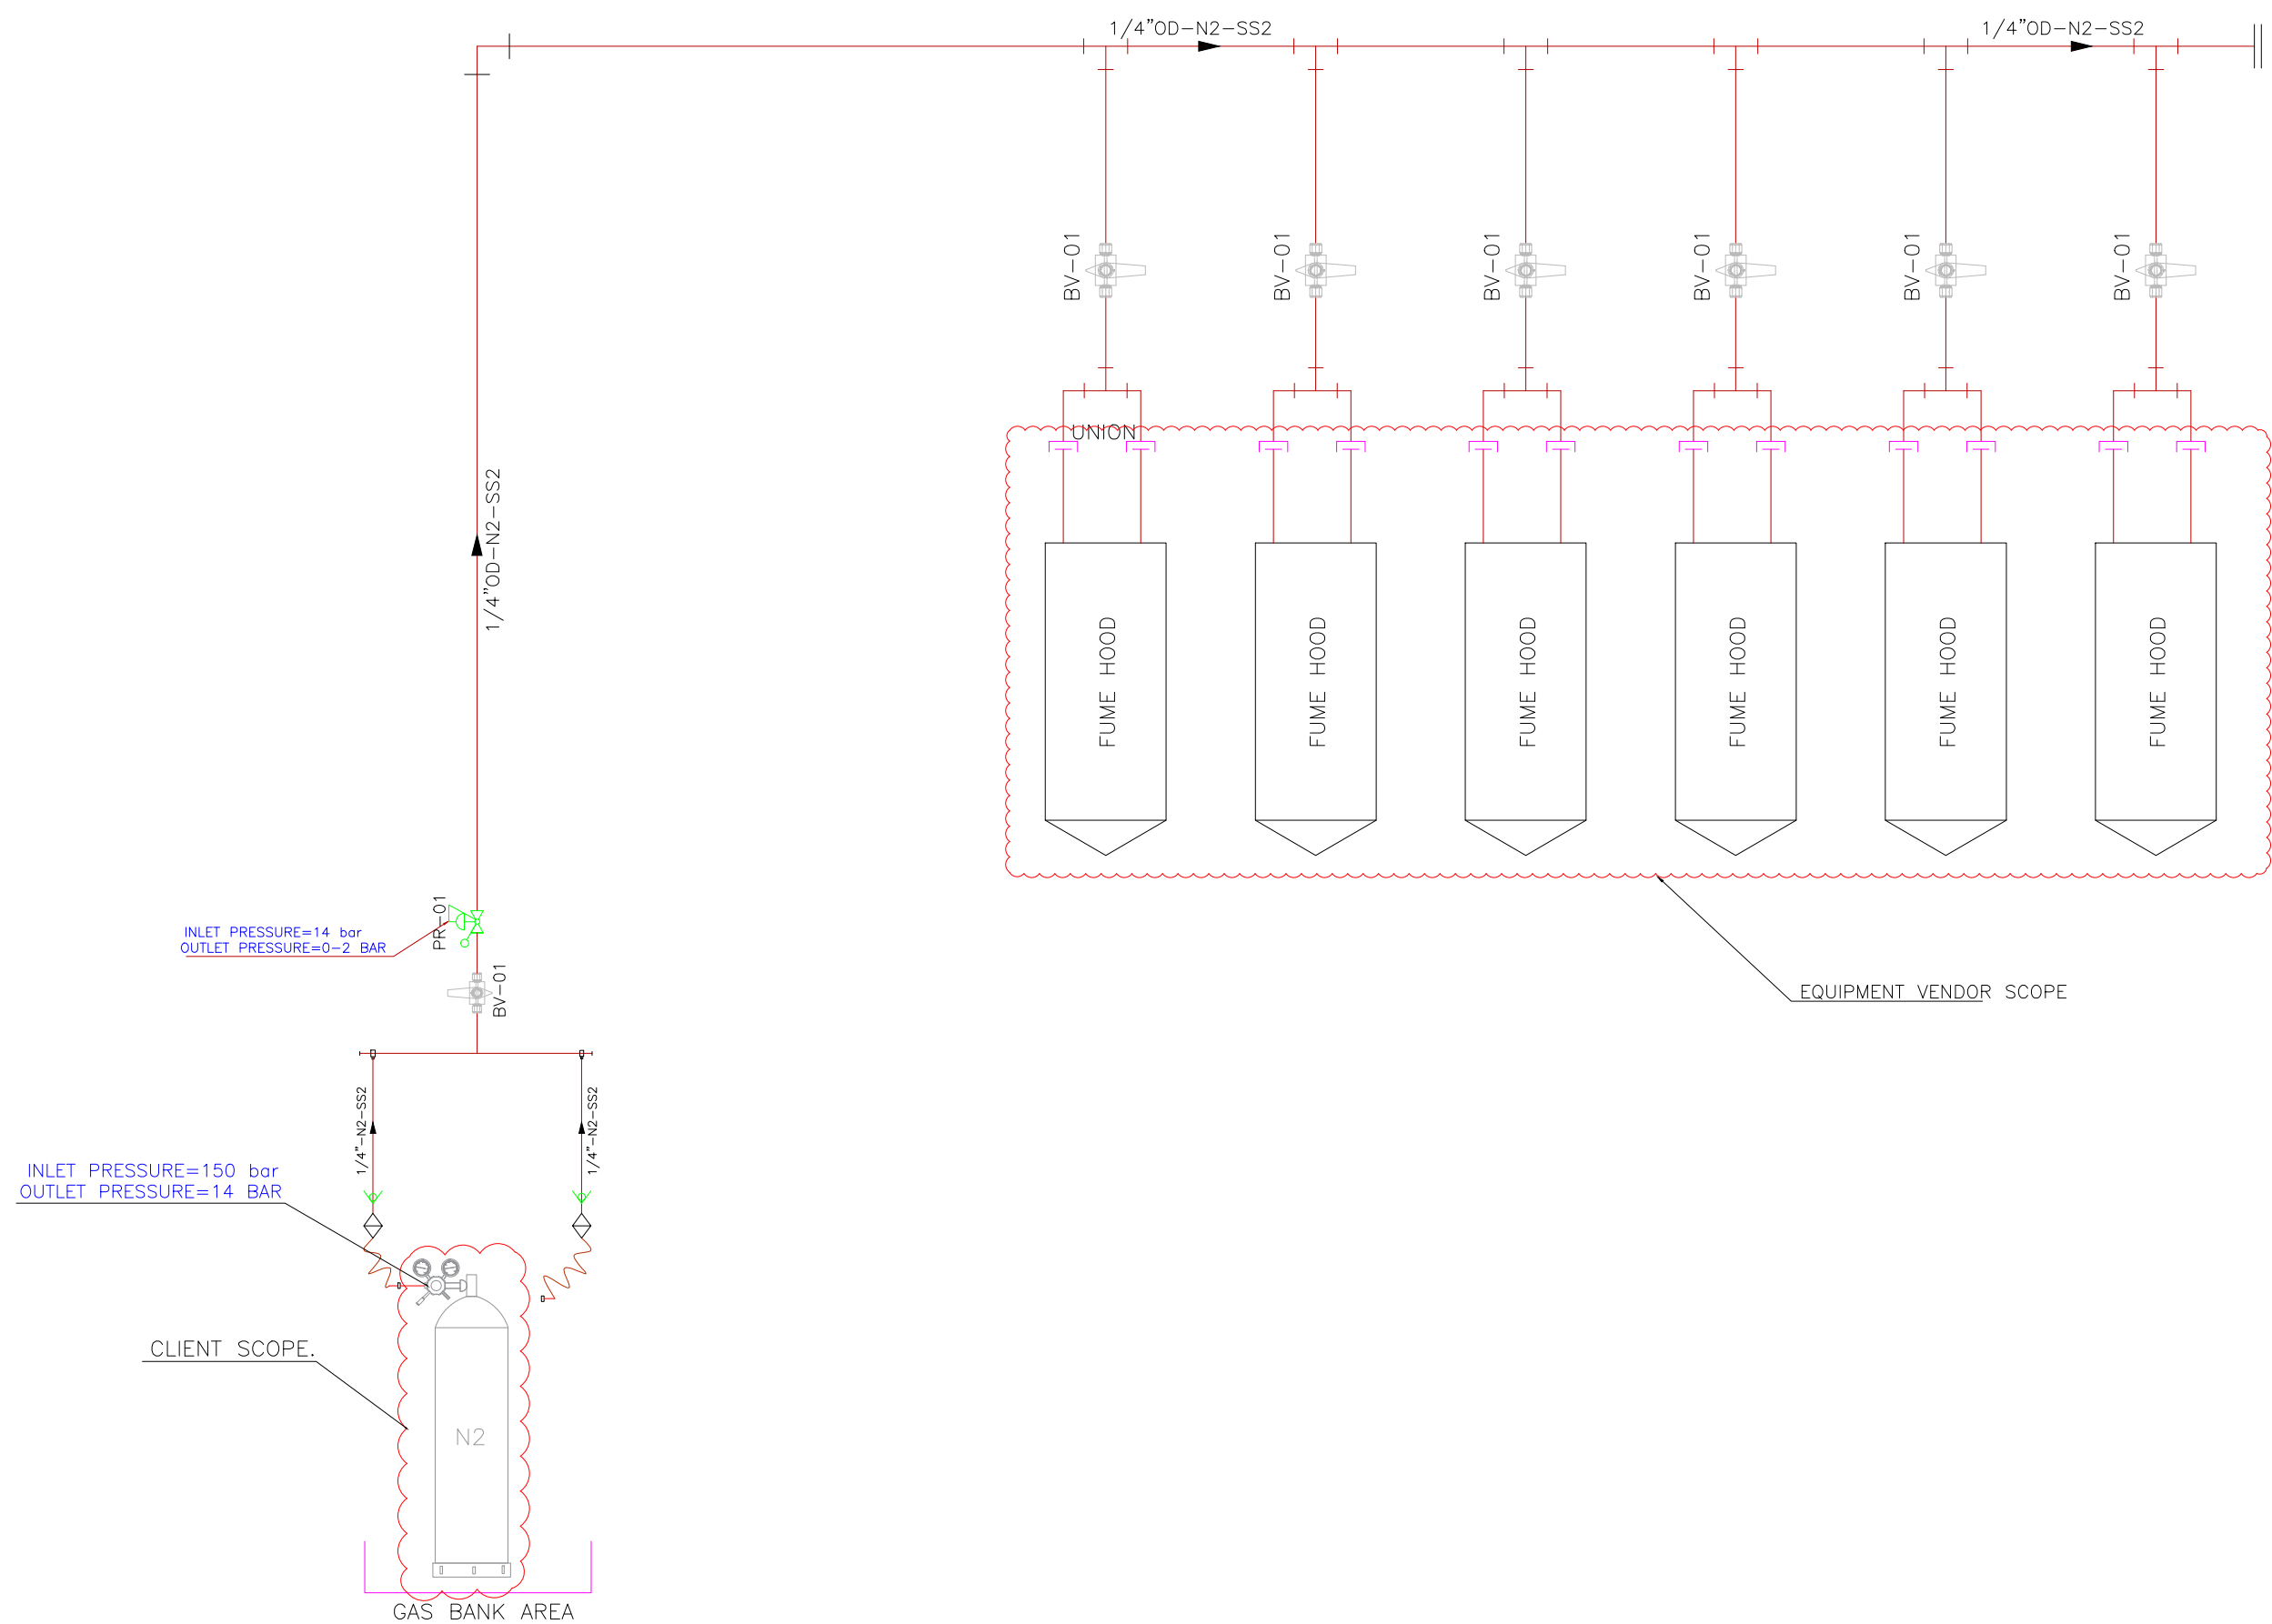 1/4"OD-N2-SS2
1/4"OD-N2-SS2
BV-01
BV-01
BV-01
BV-01
BV-01
BV-01
UNION
1/4"OD-N2-SS2
FUME HOOD
FUME HOOD
FUME HOOD
FUME HOOD
FUME HOOD
FUME HOOD
PR-01
INLET PRESSURE=14 bar
OUTLET PRESSURE=0-2 BAR
BV-01
EQUIPMENT VENDOR SCOPE
1/4"-N2-SS2
1/4"-N2-SS2
INLET PRESSURE=150 bar
OUTLET PRESSURE=14 BAR
CLIENT SCOPE.
N2
GAS BANK AREA